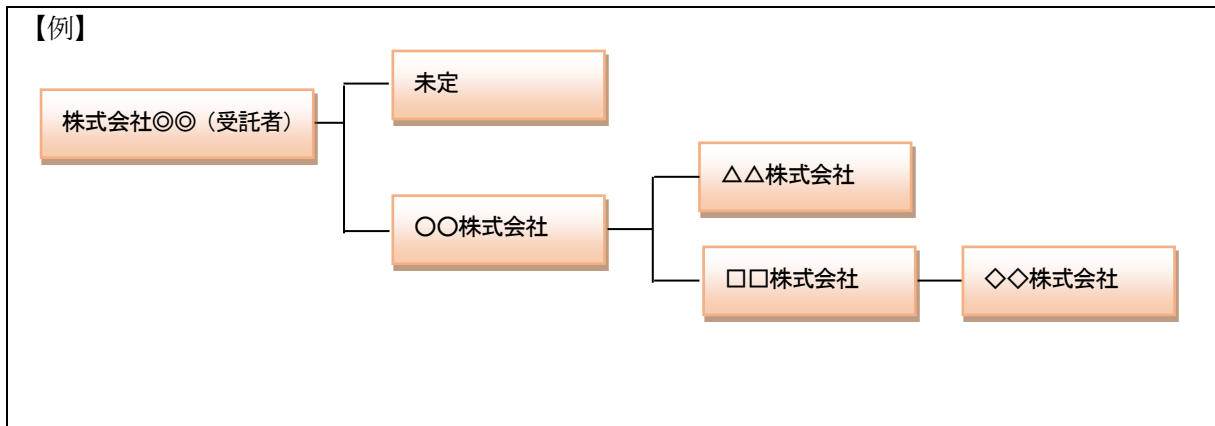 【例】
未定
株式会社◎◎（受託者）
△△株式会社
〇〇株式会社
□□株式会社
◇◇株式会社